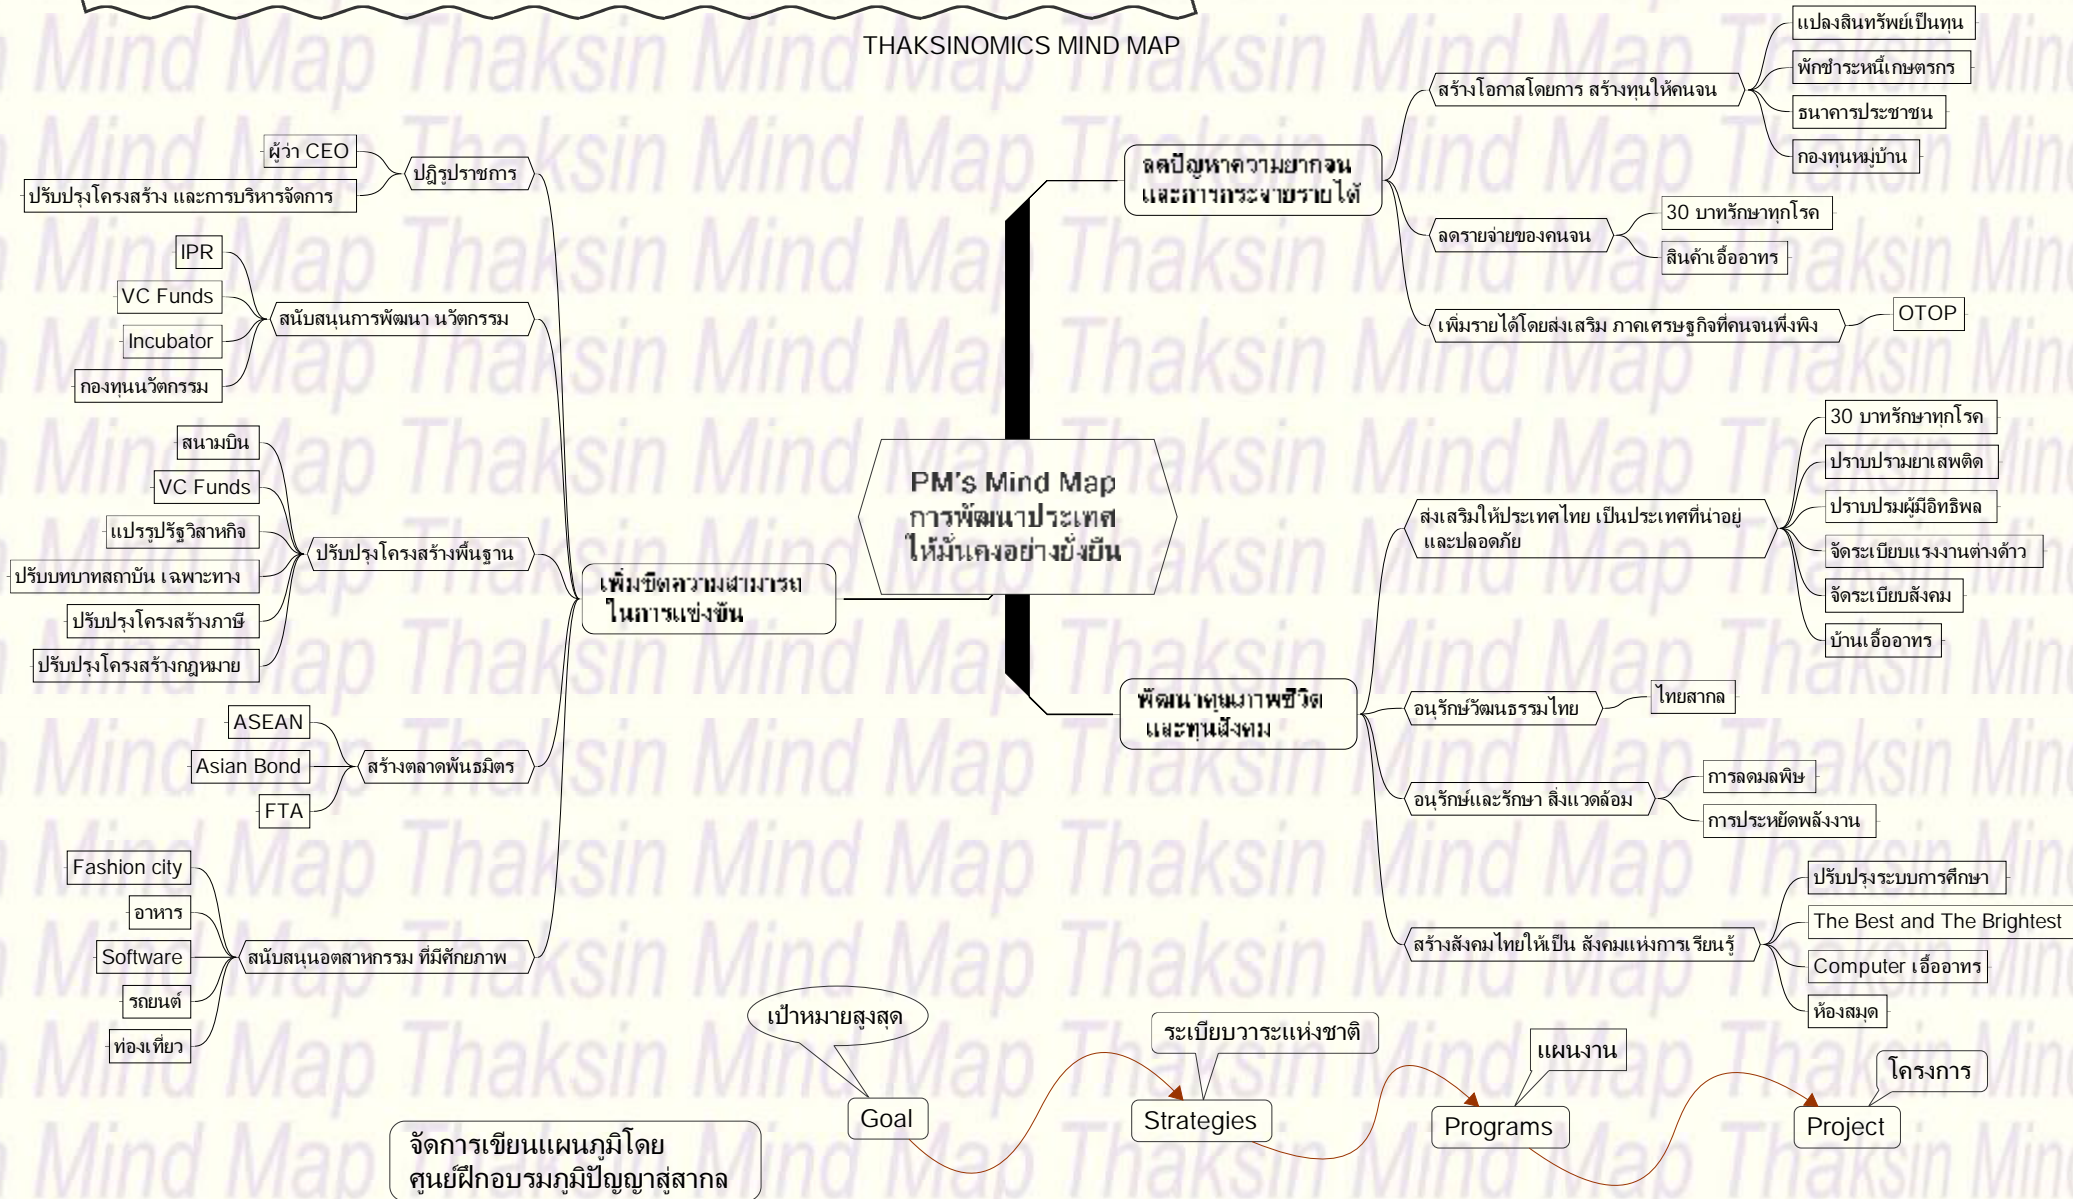 THAKSINOMICS MIND MAP
PM's Mind Map
การพัฒนาประเทศ
ให้มั่นคงอย่างยั่งยืน
ลดปัญหาความยากจน
และการกระจายรายได้
สร้างโอกาสโดยการ สร้างทุนให้คนจน
แปลงสินทรัพย์เป็นทุน
พักชำระหนี้เกษตรกร
ธนาคารประชาชน
กองทุนหมู่บ้าน
ลดรายจ่ายของคนจน
30 บาทรักษาทุกโรค
สินค้าเอื้ออาทร
เพิ่มรายได้โดยส่งเสริม ภาคเศรษฐกิจที่คนจนพึ่งพิง
OTOP
พัฒนาคุณภาพชีวิต
และทุนสังคม
ส่งเสริมให้ประเทศไทย เป็นประเทศที่น่าอยู่
และปลอดภัย
30 บาทรักษาทุกโรค
ปราบปรามยาเสพติด
ปราบปรมผู้มีอิทธิพล
จัดระเบียบแรงงานต่างด้าว
จัดระเบียบสังคม
บ้านเอื้ออาทร
อนุรักษ์วัฒนธรรมไทย
ไทยสากล
อนุรักษ์และรักษา สิ่งแวดล้อม
การลดมลพิษ
การประหยัดพลังงาน
สร้างสังคมไทยให้เป็น สังคมแห่งการเรียนรู้
ปรับปรุงระบบการศึกษา
The Best and The Brightest
Computer เอื้ออาทร
ห้องสมุด
เพิ่มขีดความสามารถ
ในการแข่งขัน
ปฎิรูปราชการ
ผู้ว่า CEO
ปรับปรุงโครงสร้าง และการบริหารจัดการ
สนับสนุนการพัฒนา นวัตกรรม
IPR
VC Funds
Incubator
กองทุนนวัตกรรม
ปรับปรุงโครงสร้างพื้นฐาน
สนามบิน
VC Funds
แปรรูปรัฐวิสาหกิจ
ปรับบทบาทสถาบัน เฉพาะทาง
ปรับปรุงโครงสร้างภาษี
ปรับปรุงโครงสร้างกฎหมาย
สร้างตลาดพันธมิตร
ASEAN
Asian Bond
FTA
สนับสนุนอตสาหกรรม ที่มีศักยภาพ
Fashion city
อาหาร
Software
รถยนต์
ท่องเที่ยว
เป้าหมายสูงสุด
Goal
ระเบียบวาระแห่งชาติ
Strategies
แผนงาน
Programs
โครงการ
Project
จัดการเขียนแผนภูมิโดย
ศูนย์ฝึกอบรมภูมิปัญญาสู่สากล
Thaksin Mind Map